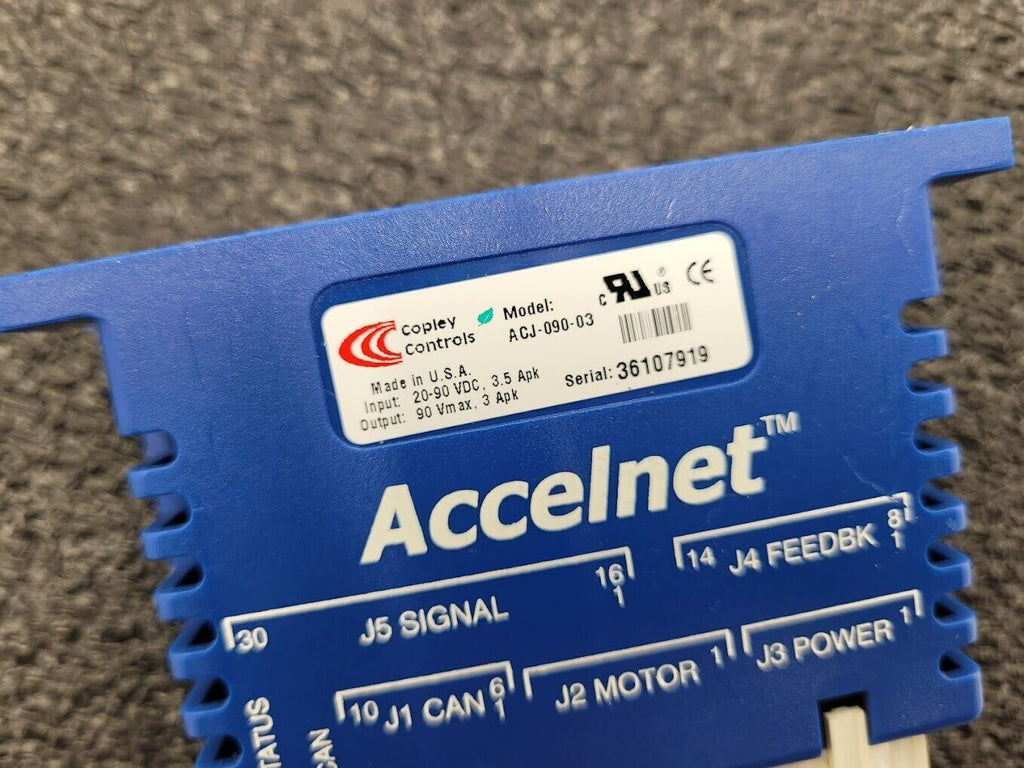 Copley Controls
Model:
ACJ-090-03
Made in U.S.A.
Input: 20-90 VDC, 3.5 Apk
Output: 90 Vmax, 3 Apk
C RU ® US
CE
Serial: 36107919
Accelnet™
30 J5 SIGNAL 16
1
14 J4 FEEDBK 8
1
10 J1 CAN 6
1
J2 MOTOR 1
J3 POWER 1